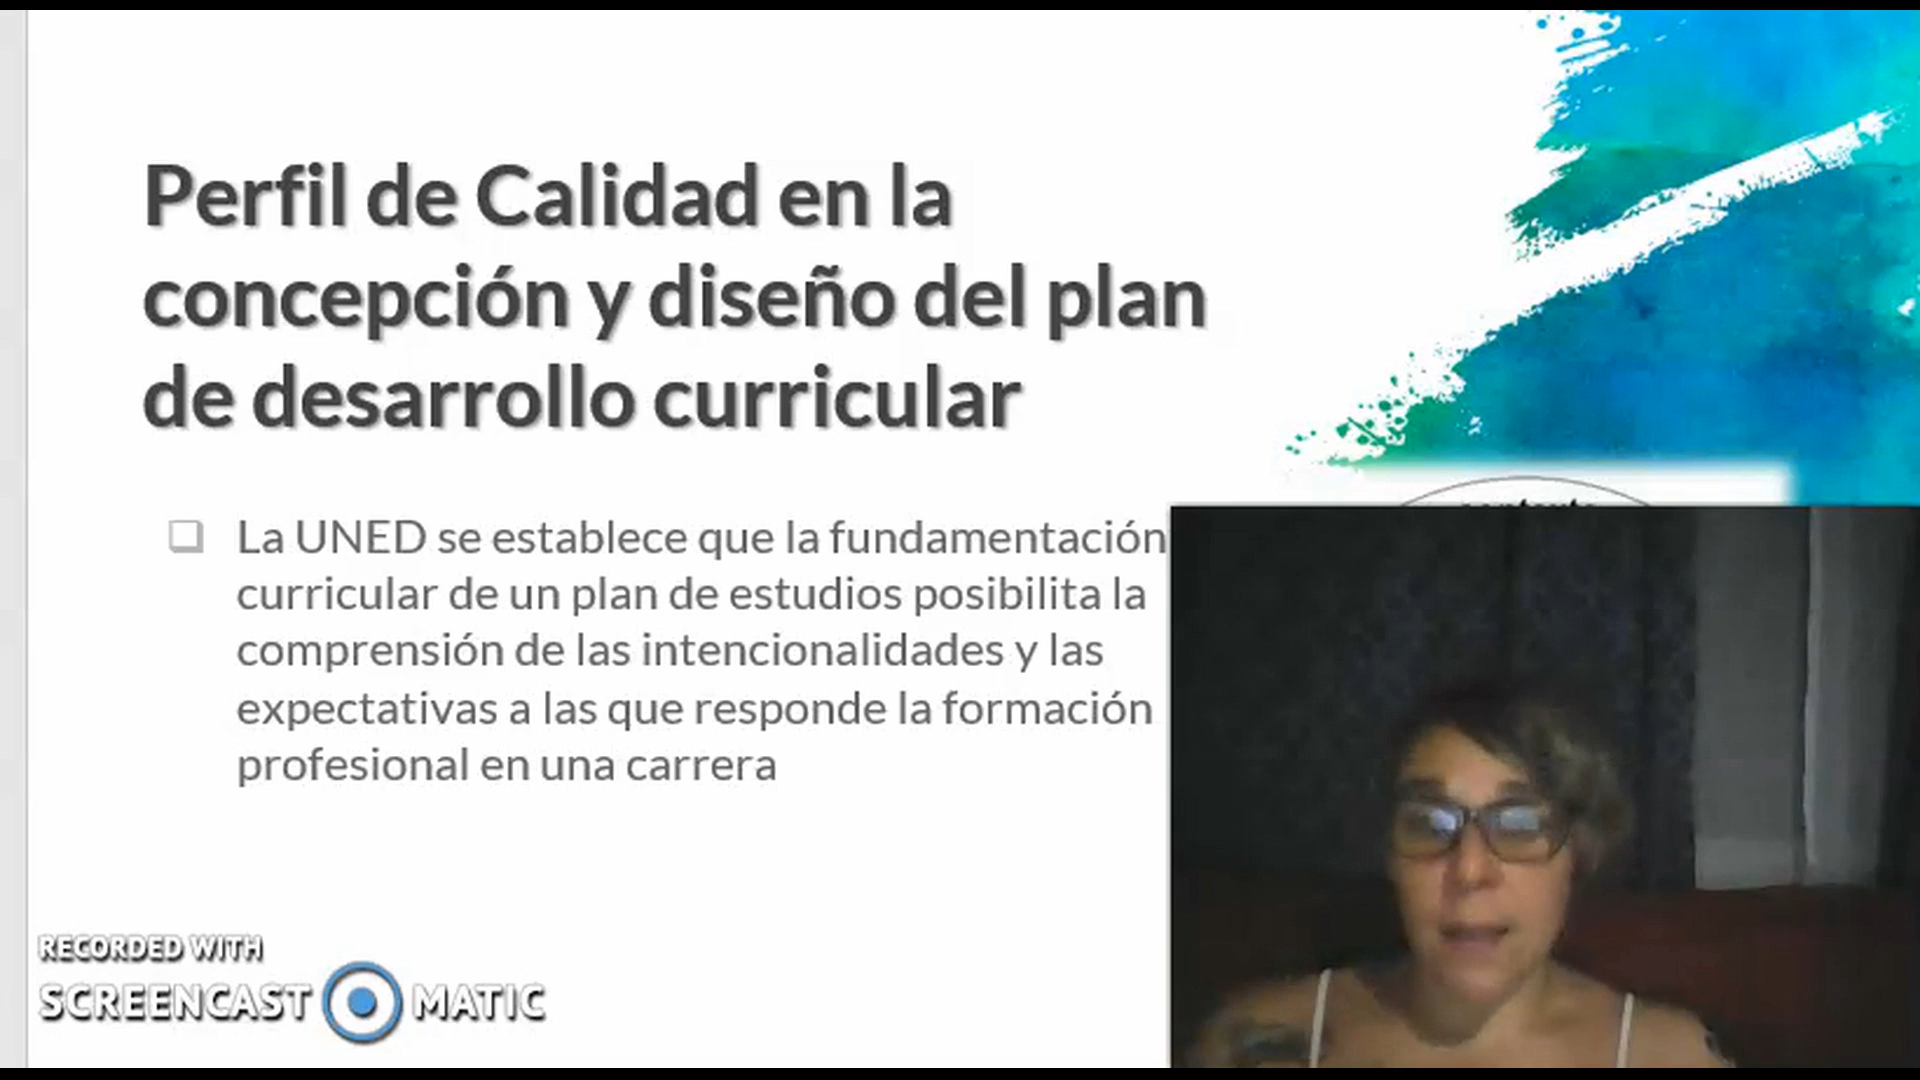 Perfil de Calidad en la
concepción y diseño del plan
de desarrollo curricular
La UNED se establece que la fundamentación
curricular de un plan de estudios posibilita la
comprensión de las intencionalidades y las
expectativas a las que responde la formación
profesional en una carrera
RECORDED WITH
SCREENCAST MATIC